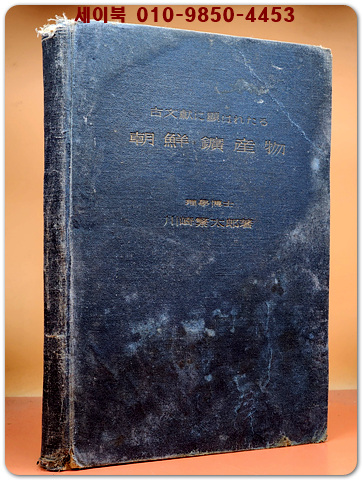 세이북 010-9850-4453
古文獻に顯はれたる
朝鮮鑛産物
理學博士
川崎繁太郎著